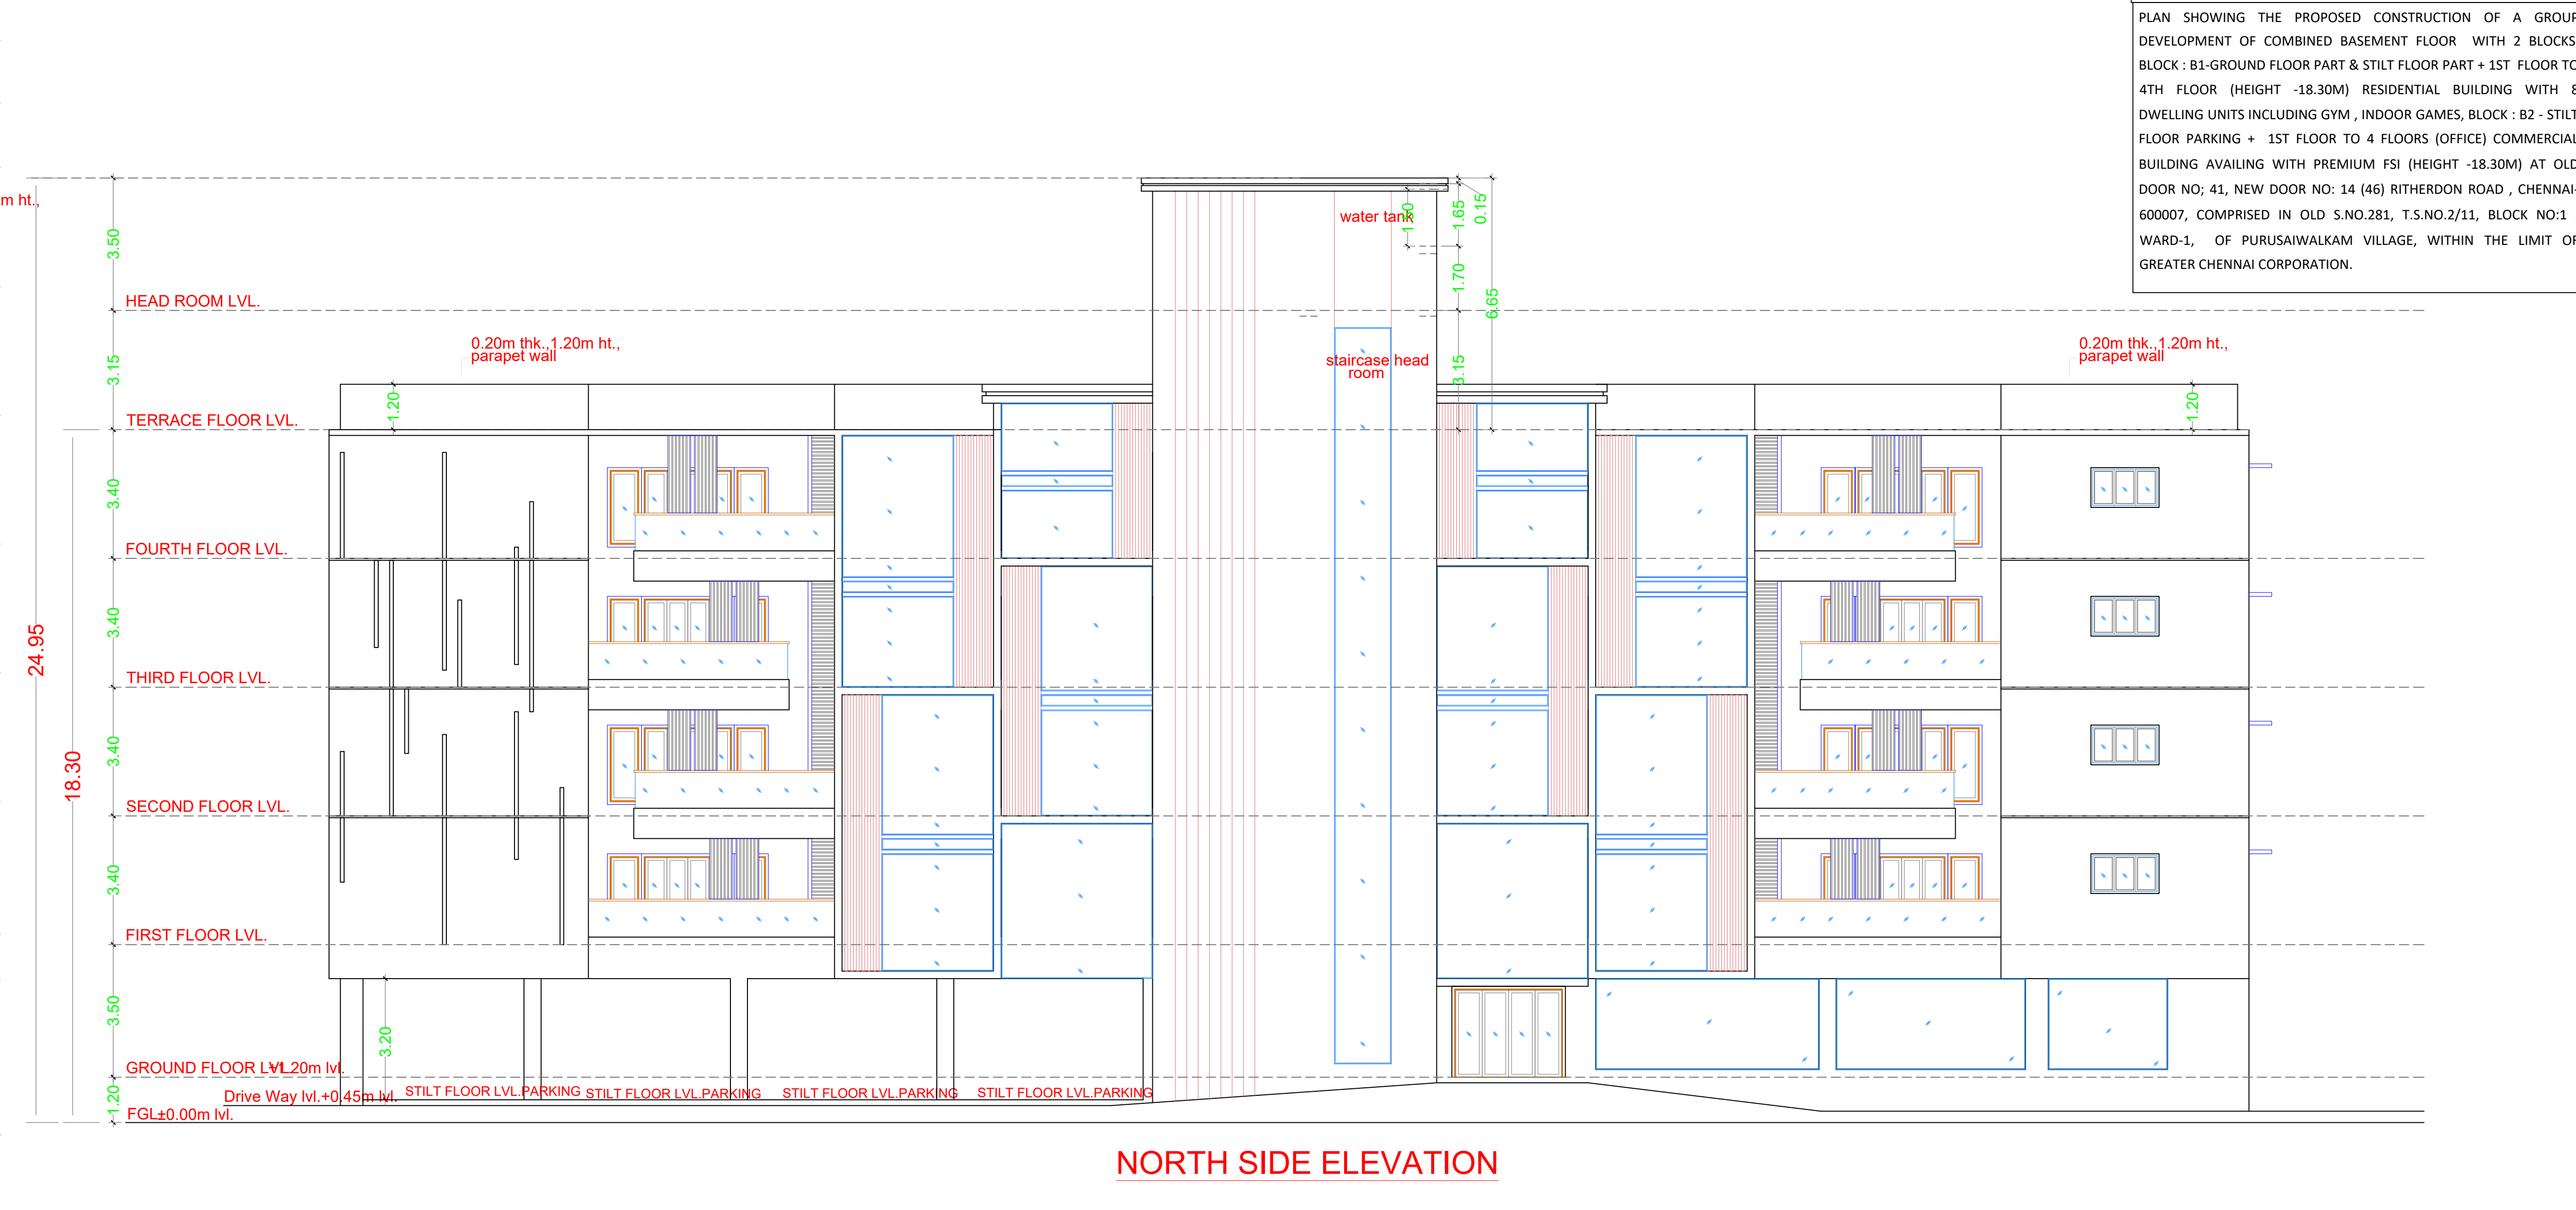 PLAN SHOWING THE PROPOSED CONSTRUCTION OF A GROUP
DEVELOPMENT OF COMBINED BASEMENT FLOOR WITH 2 BLOCKS
BLOCK : B1-GROUND FLOOR PART & STILT FLOOR PART + 1ST FLOOR TO
4TH FLOOR (HEIGHT -18.30M) RESIDENTIAL BUILDING WITH 8
DWELLING UNITS INCLUDING GYM , INDOOR GAMES, BLOCK : B2 - STILT
FLOOR PARKING + 1ST FLOOR TO 4 FLOORS (OFFICE) COMMERCIAL
BUILDING AVAILING WITH PREMIUM FSI (HEIGHT -18.30M) AT OLD
DOOR NO; 41, NEW DOOR NO: 14 (46) RITHERDON ROAD , CHENNAI-
600007, COMPRISED IN OLD S.NO.281, T.S.NO.2/11, BLOCK NO:1
WARD-1, OF PURUSAIWALKAM VILLAGE, WITHIN THE LIMIT OF
GREATER CHENNAI CORPORATION.
m ht.,
water tank
1.50
1.65
0.15
3.50
1.70
6.65
HEAD ROOM LVL.
0.20m thk.,1.20m ht.,
parapet wall
0.20m thk.,1.20m ht.,
parapet wall
staircase head
room
3.15
3.15
1.20
1.20
TERRACE FLOOR LVL.
3.40
FOURTH FLOOR LVL.
3.40
24.95
THIRD FLOOR LVL.
3.40
18.30
SECOND FLOOR LVL.
3.40
FIRST FLOOR LVL.
3.50
3.20
GROUND FLOOR LVL.
+1.20m lvl.
1.20
Drive Way lvl.+0.45m lvl.
STILT FLOOR LVL.PARKING
STILT FLOOR LVL.PARKING
STILT FLOOR LVL.PARKING
STILT FLOOR LVL.PARKING
FGL±0.00m lvl.
NORTH SIDE ELEVATION